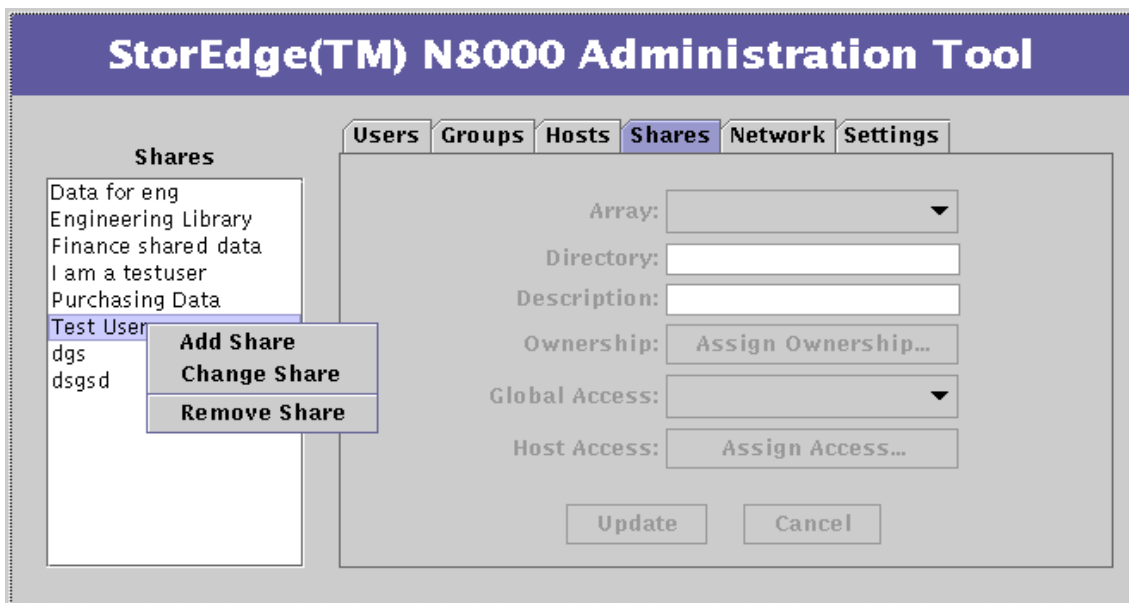 StorEdge(TM) N8000 Administration Tool
Users Groups Hosts Shares Network Settings
Shares
Data for eng
Engineering Library
Finance shared data
I am a testuser
Purchasing Data
Test User
dgs
dsgsd
Add Share
Change Share
Remove Share
Array:
Directory:
Description:
Ownership: Assign Ownership...
Global Access:
Host Access: Assign Access...
Update Cancel